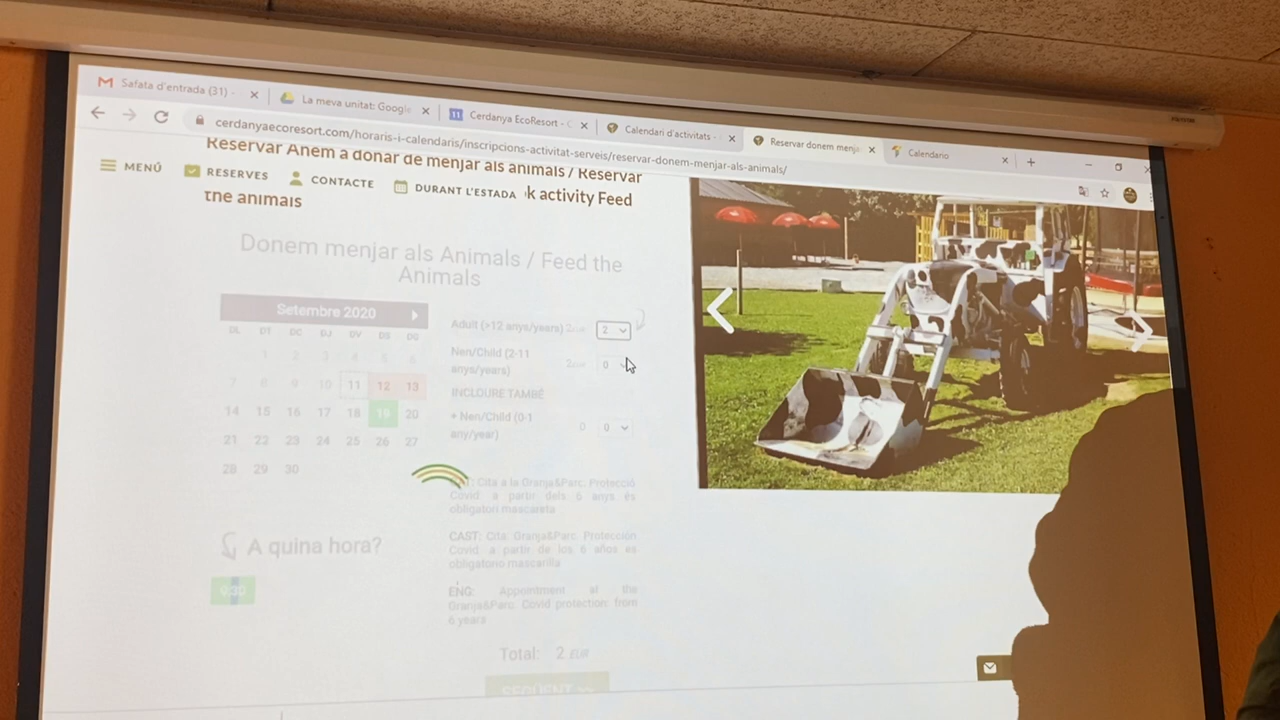 Safata d'entrada (31) -
La meva unitat: Google
Cerdanya EcoResort - C
Calendari d'activitats -
Reservar donem menja
Calendario
cerdanyaecoresort.com/horaris-i-calendaris/inscripcions-activitat-serveis/reservar-donem-menjar-als-animals/
Reservar Anem a donar de menjar als animals / Reservar
MENÚ
RESERVES
CONTACTE
DURANT L'ESTADA
k activity Feed
the animals
Donem menjar als Animals / Feed the
Animals
Setembre 2020
DL DT DC DJ DV DS DG
1 2 3 4 5 6
7 8 9 10 11 12 13
14 15 16 17 18 19 20
21 22 23 24 25 26 27
28 29 30
Adult (>12 anys/years)
2
Nen/Child (2-11
anys/years)
0
INCLOURE TAMBÉ
+ Nen/Child (0-1
any/year)
0 0
Cita a la Granja&Parc. Protecció
Covid: a partir dels 6 anys és
obligatori mascareta
CAST: Cita: Granja&Parc. Protección
Covid: a partir de los 6 años es
obligatorio mascarilla
ENG: Appointment at the
Granja&Parc. Covid protection: from
6 years
A quina hora?
9:30
Total: 2 EUR
SEGÜENT >>